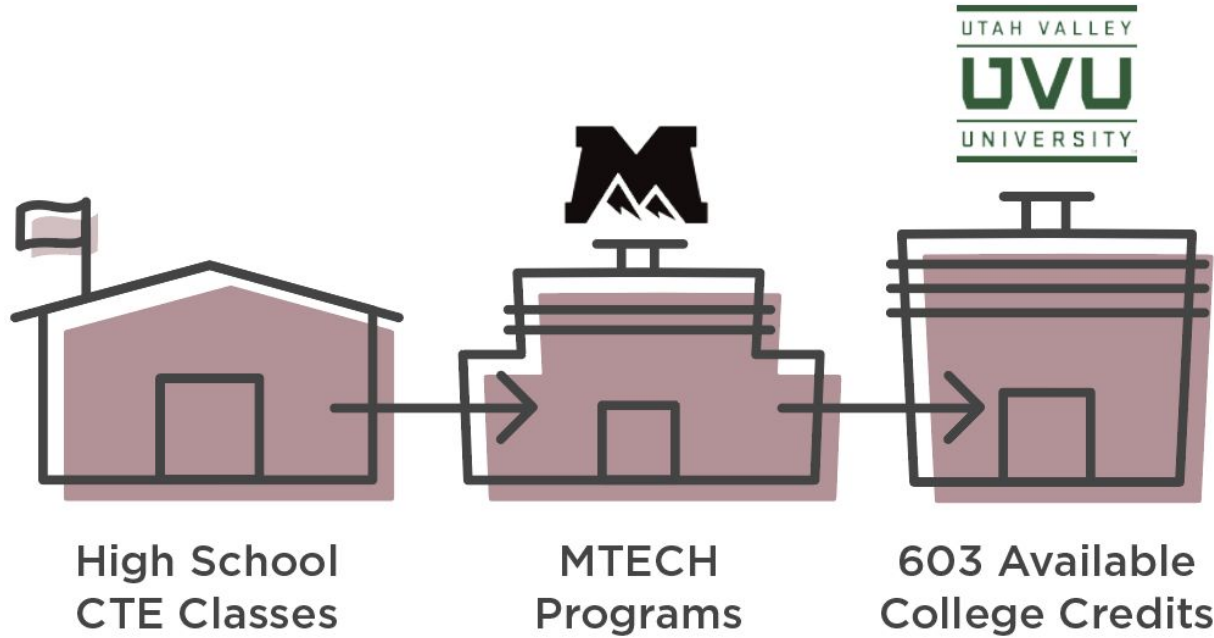 UTAH VALLEY
UVU
UNIVERSITY
M
High School
CTE Classes
MTECH
Programs
603 Available
College Credits